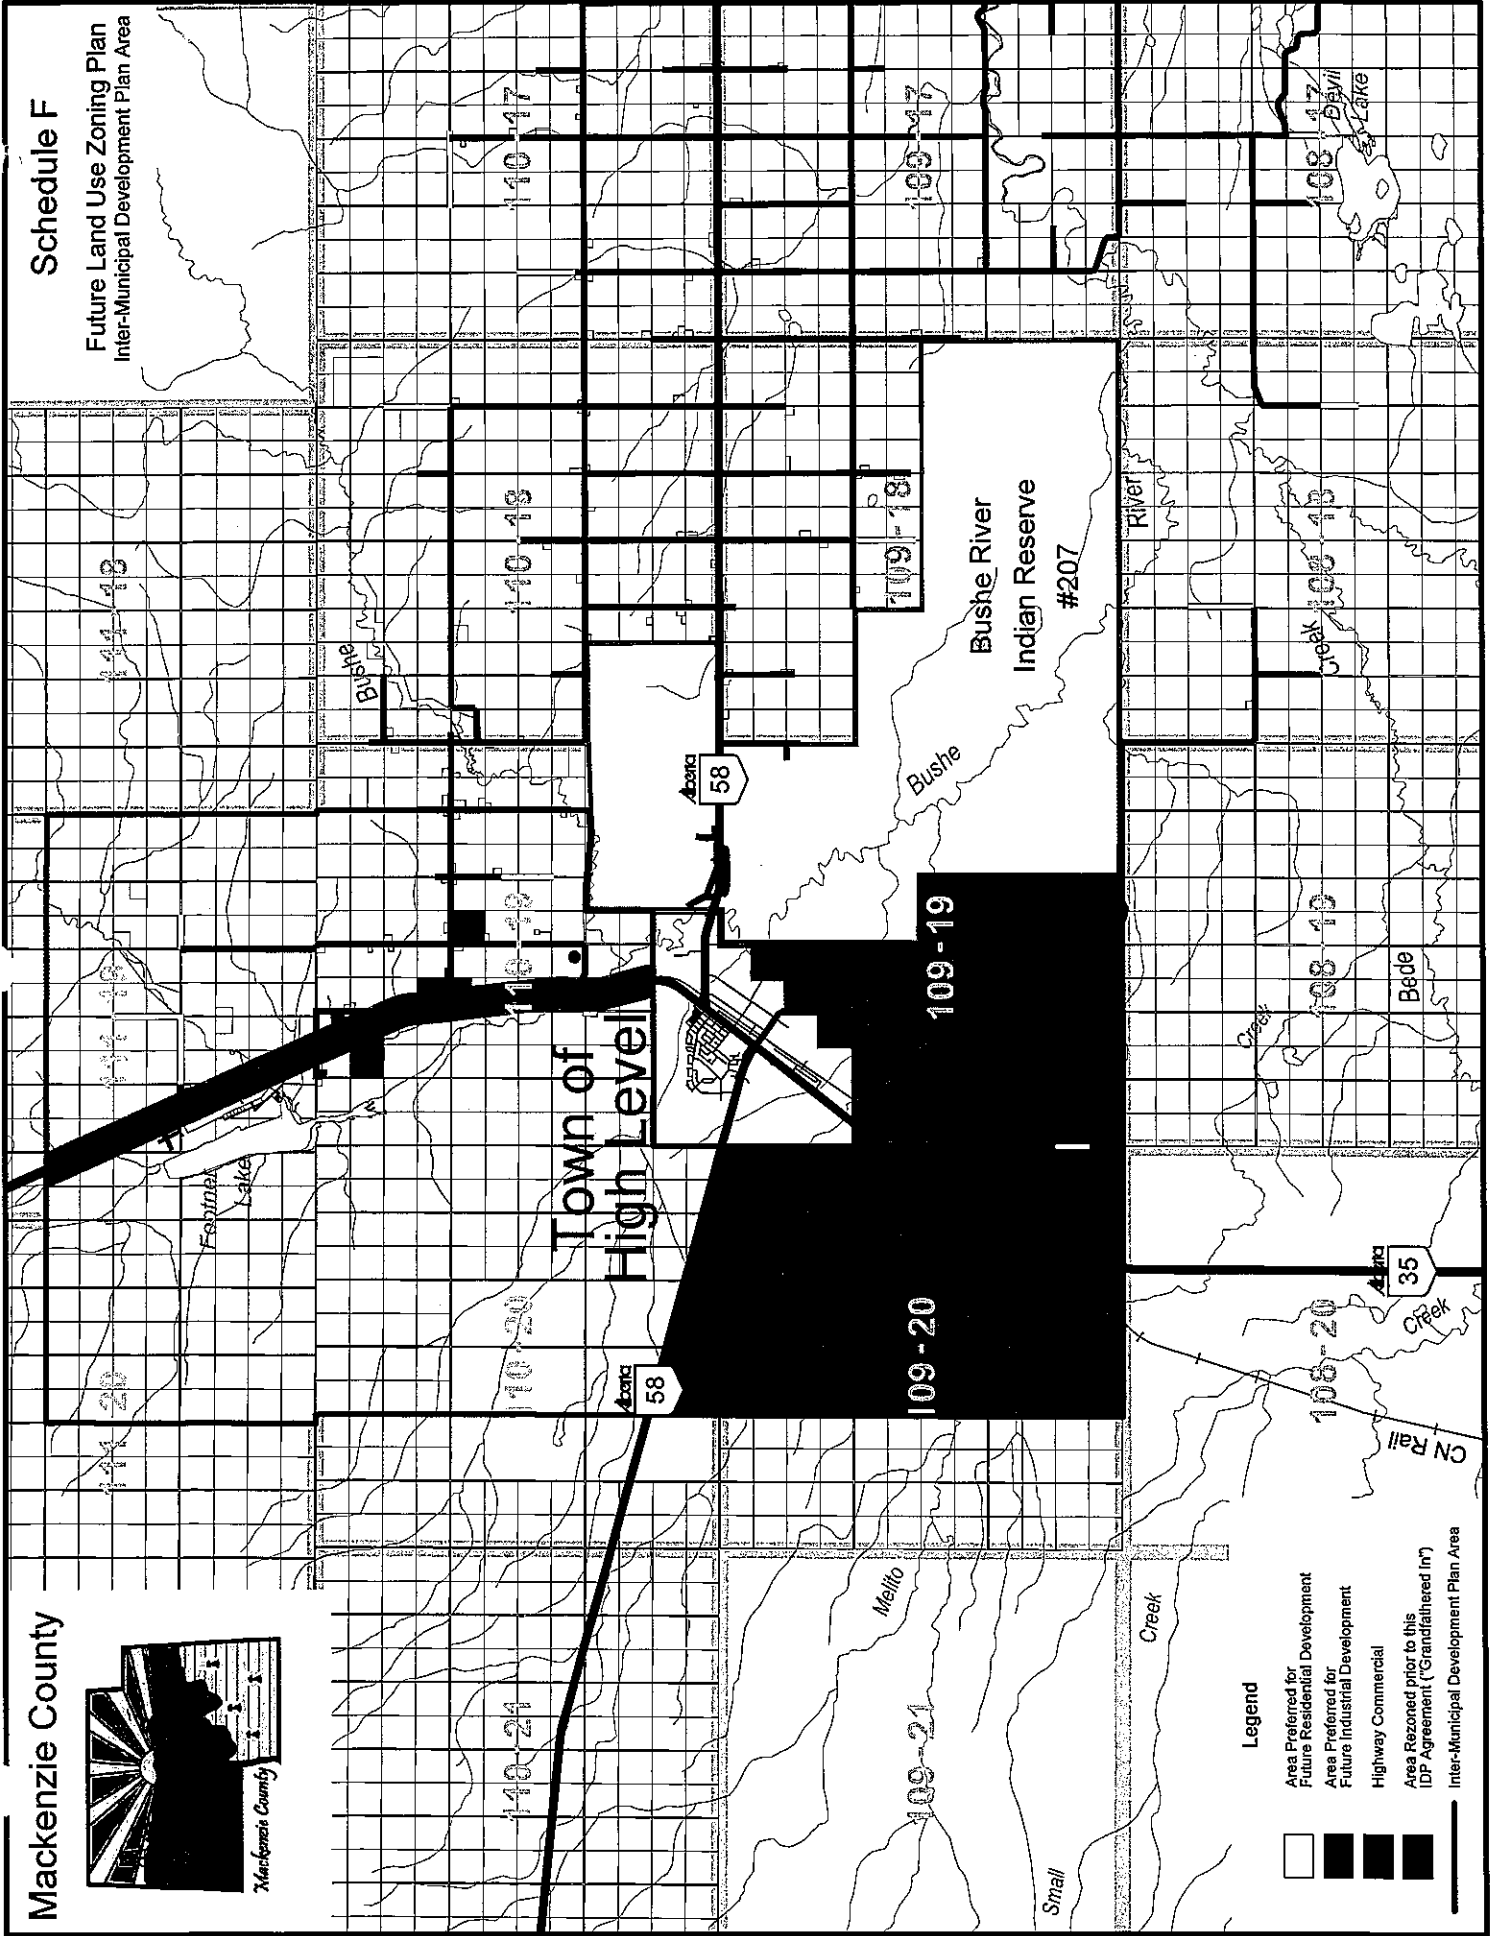 Mackenzie County
Mackenzie County
Schedule F
Future Land Use Zoning Plan
Inter-Municipal Development Plan Area
111 - 20
111 - 19
111 - 18
Footner
Lake
Bushe
110 - 21
110 - 20
110 - 19
110 - 18
110 - 17
Town of
High Level
Alberta
58
Alberta
58
109 - 21
109 - 20
109 - 19
109 - 18
109 - 17
Melito
Bushe
Bushe River
Indian Reserve
#207
Small
Creek
River
108 - 20
108 - 19
108 - 18
108 - 17
Devil
Lake
Creek
Creek
Bede
Alberta
35
Creek
CN Rail
Legend
Area Preferred for
Future Residential Development
Area Preferred for
Future Industrial Development
Highway Commercial
Area Rezoned prior to this
IDP Agreement ("Grandfathered In")
Inter-Municipal Development Plan Area